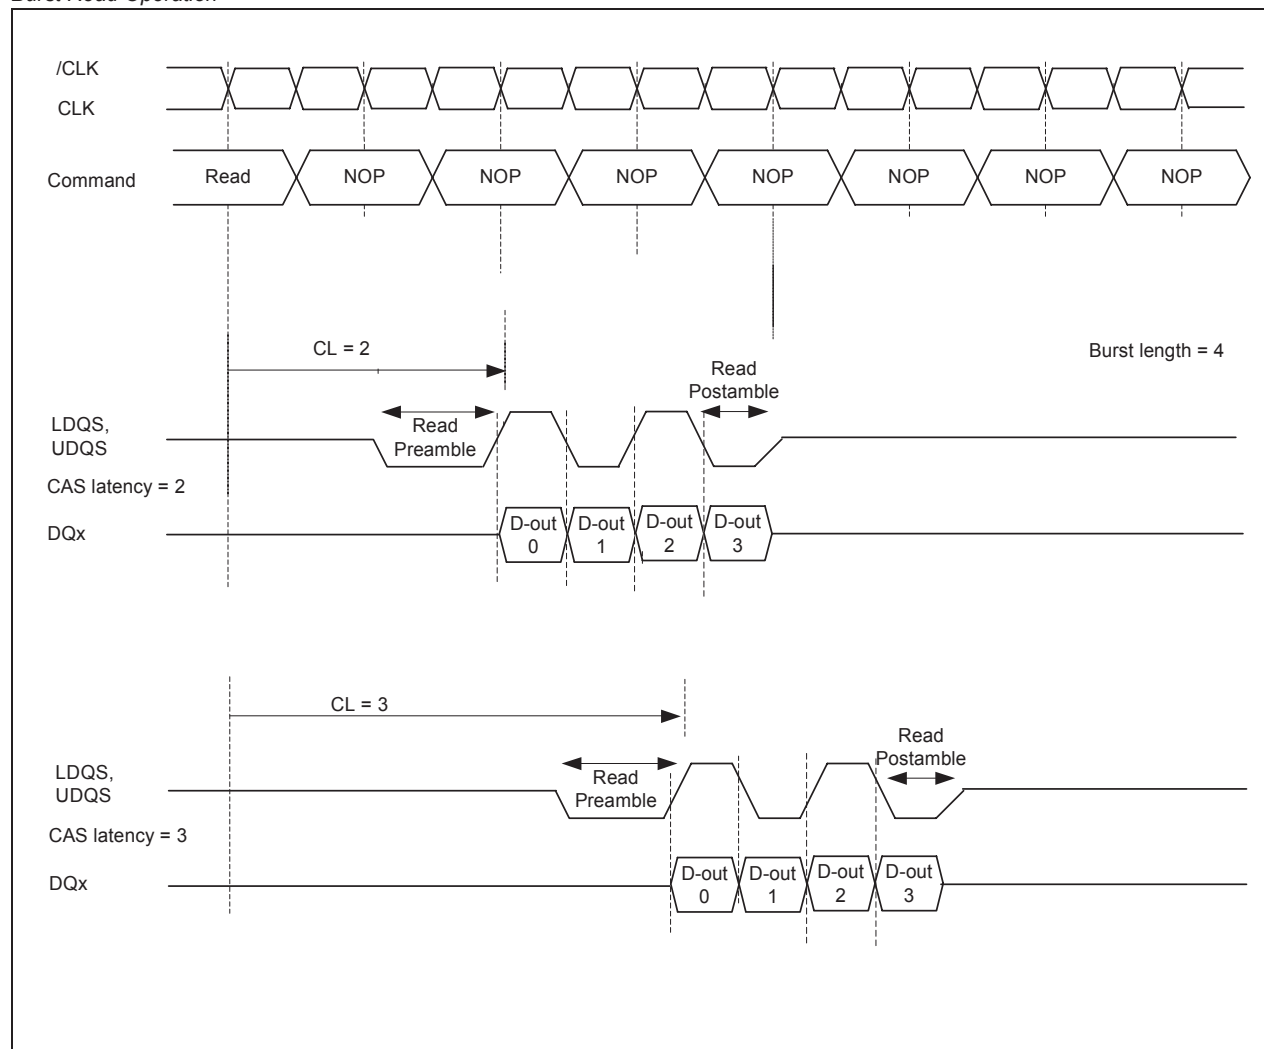 Burst Read Operation
/CLK
CLK
Command
Read
NOP
NOP
NOP
NOP
NOP
NOP
NOP
CL = 2
Burst length = 4
Read
Postamble
LDQS,
UDQS
Read
Preamble
CAS latency = 2
DQx
D-out
0
D-out
1
D-out
2
D-out
3
CL = 3
Read
Postamble
LDQS,
UDQS
Read
Preamble
CAS latency = 3
DQx
D-out
0
D-out
1
D-out
2
D-out
3